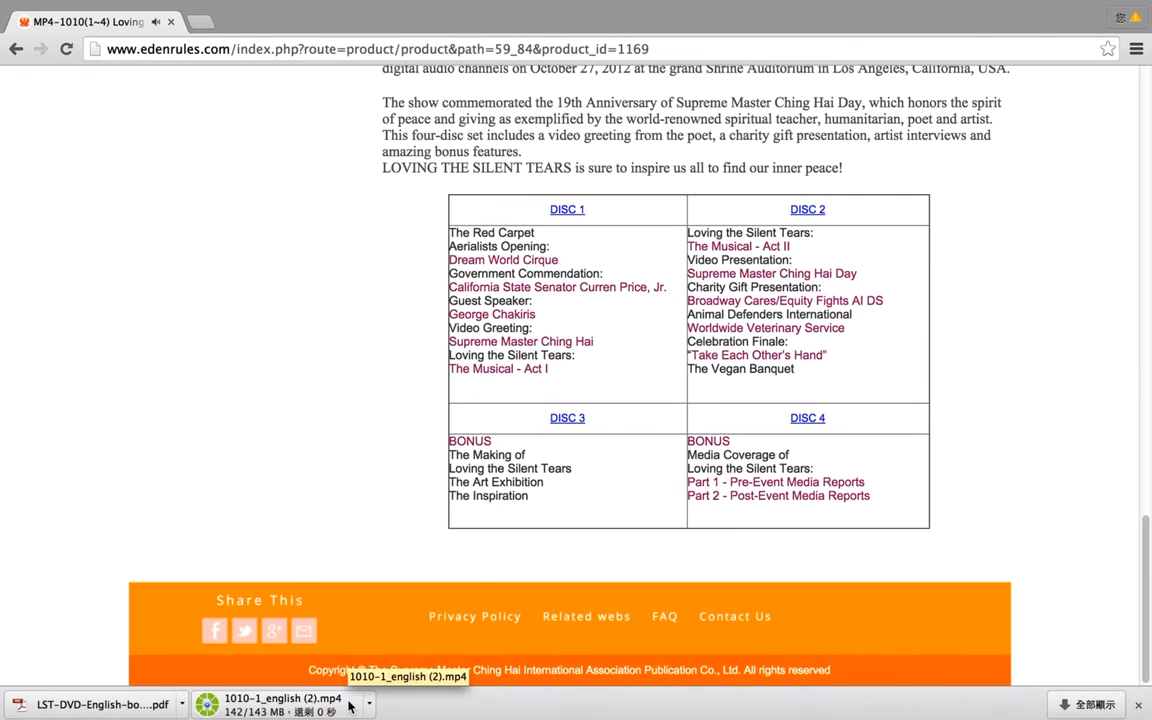 MP4-1010(1~4) Loving
您
www.edenrules.com/index.php?route=product/product&path=59_84&product_id=1169
digital audio channels on October 27, 2012 at the grand Shrine Auditorium in Los Angeles, California, USA.
The show commemorated the 19th Anniversary of Supreme Master Ching Hai Day, which honors the spirit
of peace and giving as exemplified by the world-renowned spiritual teacher, humanitarian, poet and artist.
This four-disc set includes a video greeting from the poet, a charity gift presentation, artist interviews and
amazing bonus features.
LOVING THE SILENT TEARS is sure to inspire us all to find our inner peace!
DISC 1
The Red Carpet
Aerialists Opening:
Dream World Cirque
Government Commendation:
California State Senator Curren Price, Jr.
Guest Speaker:
George Chakiris
Video Greeting:
Supreme Master Ching Hai
Loving the Silent Tears:
The Musical - Act I
DISC 2
Loving the Silent Tears:
The Musical - Act II
Video Presentation:
Supreme Master Ching Hai Day
Charity Gift Presentation:
Broadway Cares/Equity Fights AI DS
Animal Defenders International
Worldwide Veterinary Service
Celebration Finale:
“Take Each Other's Hand”
The Vegan Banquet
DISC 3
BONUS
The Making of
Loving the Silent Tears
The Art Exhibition
The Inspiration
DISC 4
BONUS
Media Coverage of
Loving the Silent Tears:
Part 1 - Pre-Event Media Reports
Part 2 - Post-Event Media Reports
Share This
Privacy Policy Related webs FAQ Contact Us
Copyright © The Supreme Master Ching Hai International Association Publication Co., Ltd. All rights reserved
1010-1_english (2).mp4
LST-DVD-English-bo....pdf
1010-1_english (2).mp4
142/143 MB，還剩 0 秒
全部顯示